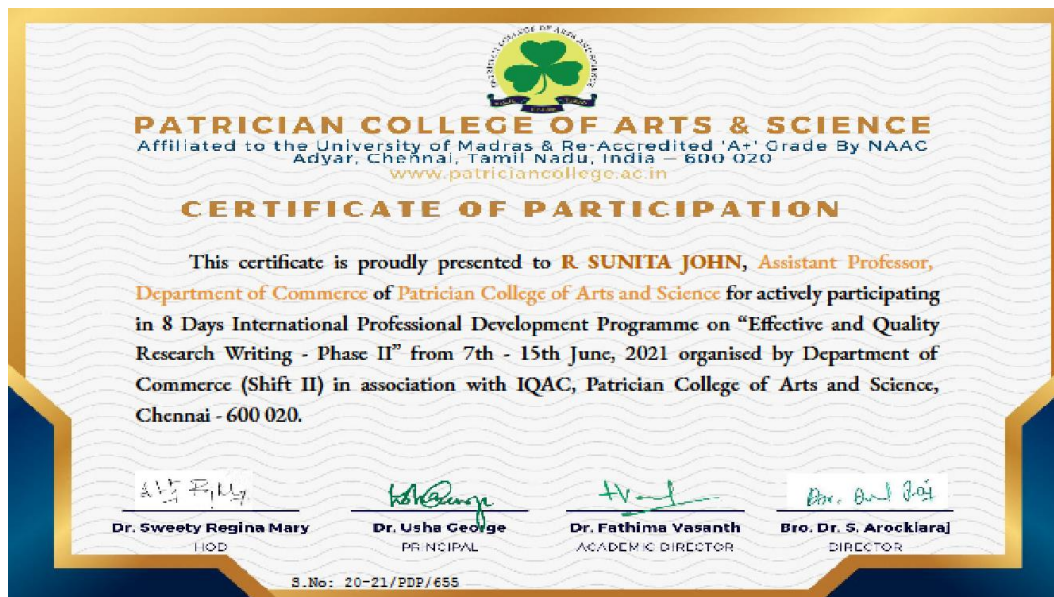 PATRICIAN COLLEGE OF ARTS AND SCIENCE
PATRICIAN COLLEGE OF ARTS & SCIENCE
Affiliated to the University of Madras & Re-Accredited 'A+' Grade By NAAC
Adyar, Chennai, Tamil Nadu, India – 600 020
www.patriciancollege.ac.in
CERTIFICATE OF PARTICIPATION
This certificate is proudly presented to R SUNITA JOHN, Assistant Professor,
Department of Commerce of Patrician College of Arts and Science for actively participating
in 8 Days International Professional Development Programme on “Effective and Quality
Research Writing - Phase II” from 7th - 15th June, 2021 organised by Department of
Commerce (Shift II) in association with IQAC, Patrician College of Arts and Science,
Chennai - 600 020.
Dr. Sweety Regina Mary
HOD
Dr. Usha George
PRINCIPAL
Dr. Fathima Vasanth
ACADEMIC DIRECTOR
Bro. Dr. S. Arockiaraj
DIRECTOR
S.No: 20-21/PDP/655